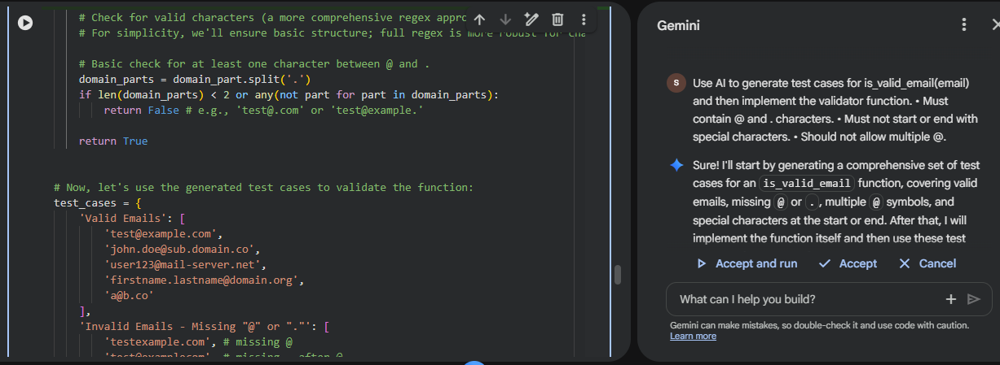 # Check for valid characters (a more comprehensive regex appro
# For simplicity, we'll ensure basic structure; full regex is more robust for cha
# Basic check for at least one character between @ and .
domain_parts = domain_part.split('.')
if len(domain_parts) < 2 or any(not part for part in domain_parts):
return False # e.g., 'test@.com' or 'test@example.'
return True
# Now, let's use the generated test cases to validate the function:
test_cases = {
'Valid Emails': [
'test@example.com',
'john.doe@sub.domain.co',
'user123@mail-server.net',
'firstname.lastname@domain.org',
'a@b.co'
],
'Invalid Emails - Missing "@" or "."': [
'testexample.com', # missing @
'test@examplecom', # missing . after @
Gemini
S
Use AI to generate test cases for is_valid_email(email)
and then implement the validator function. • Must
contain @ and . characters. • Must not start or end with
special characters. • Should not allow multiple @.
Sure! I'll start by generating a comprehensive set of test
cases for an is_valid_email function, covering valid
emails, missing @ or ., multiple @ symbols, and
special characters at the start or end. After that, I will
implement the function itself and then use these test
Accept and run Accept Cancel
What can I help you build?
Gemini can make mistakes, so double-check it and use code with caution.
Learn more